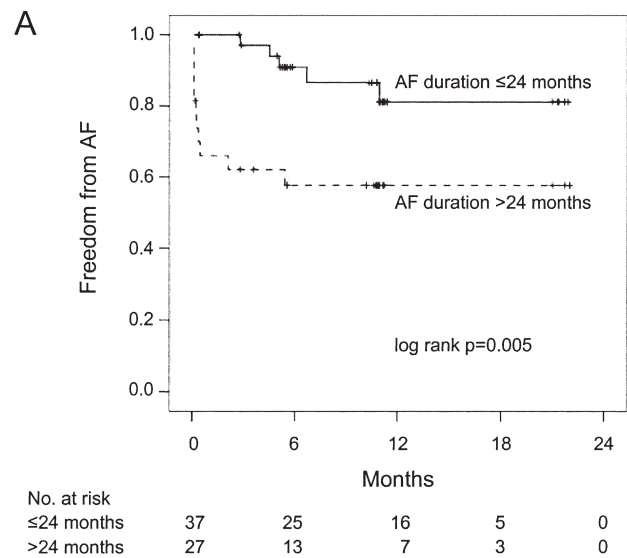 A
1.0
0.8
0.6
0.4
0.2
0.0
Freedom from AF
AF duration ≤24 months
AF duration >24 months
log rank p=0.005
0 6 12 18 24
Months
No. at risk
≤24 months 37 25 16 5 0
>24 months 27 13 7 3 0